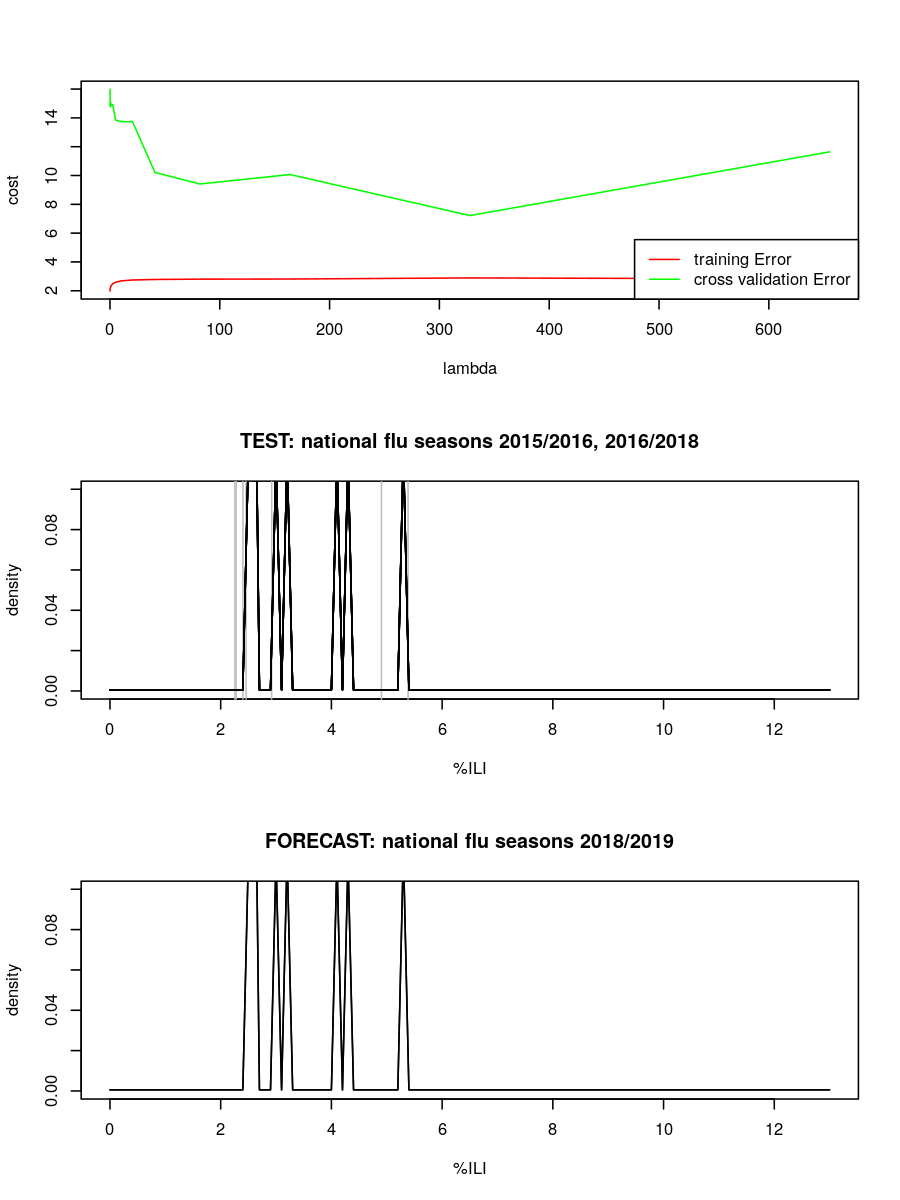 14
10
8
6
4
2
cost
training Error
cross validation Error
0 100 200 300 400 500 600
lambda
TEST: national flu seasons 2015/2016, 2016/2018
0.08
0.04
0.00
density
0 2 4 6 8 10 12
%ILI
FORECAST: national flu seasons 2018/2019
0.08
0.04
0.00
density
0 2 4 6 8 10 12
%ILI